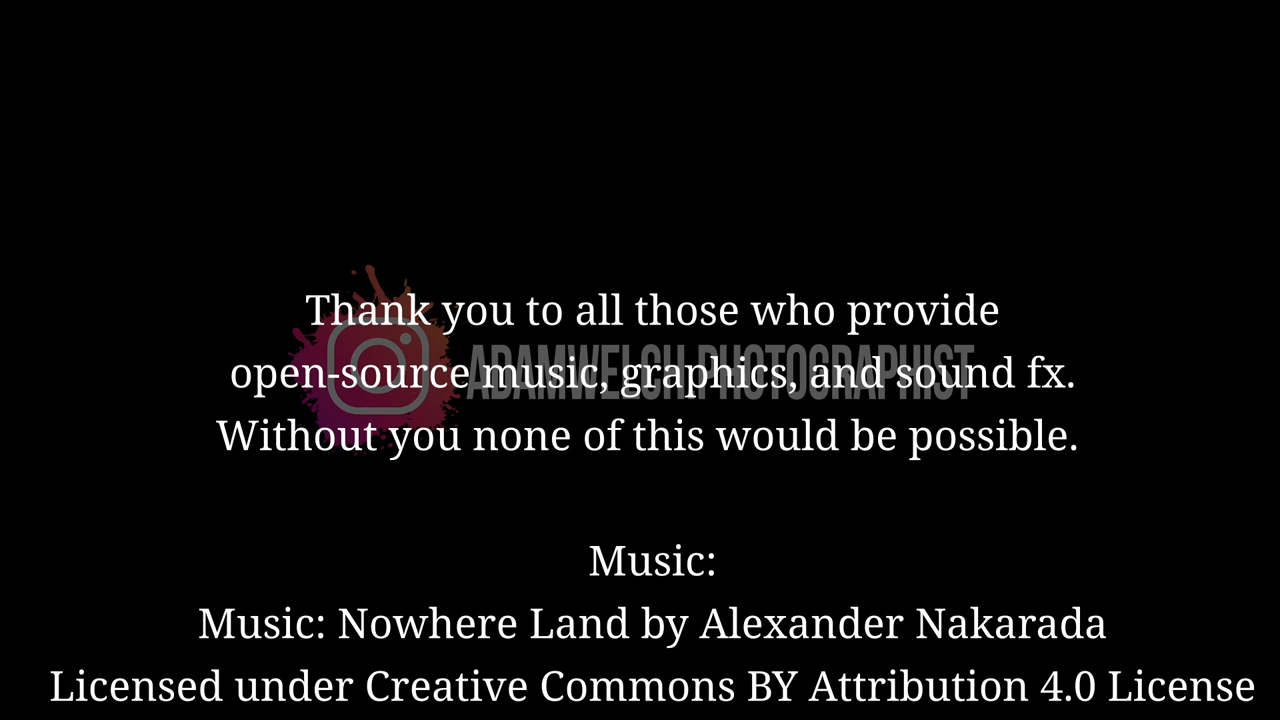 Thank you to all those who provide
open-source music, graphics, and sound fx.
ADAMWELCH.PHOTOGRAPHIST
Without you none of this would be possible.
Music:
Music: Nowhere Land by Alexander Nakarada
Licensed under Creative Commons BY Attribution 4.0 License